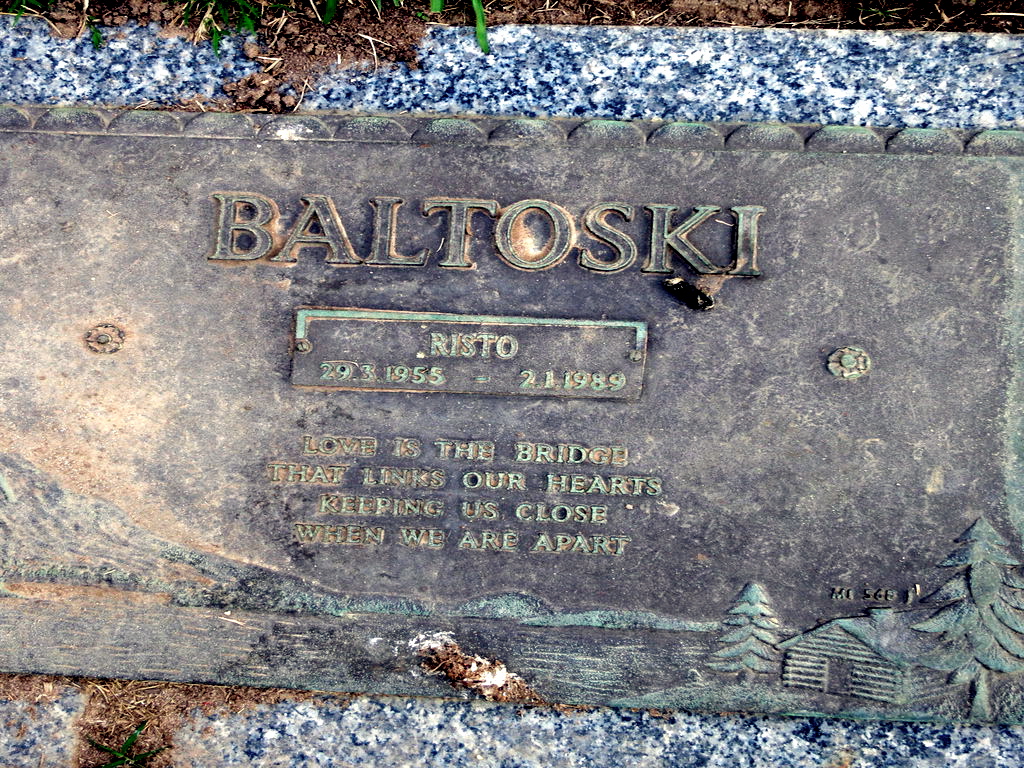 BALTOSKI
RISTO
29.3.1955 - 2.1.1989
LOVE IS THE BRIDGE
THAT LINKS OUR HEARTS
KEEPING US CLOSE
WHEN WE ARE APART